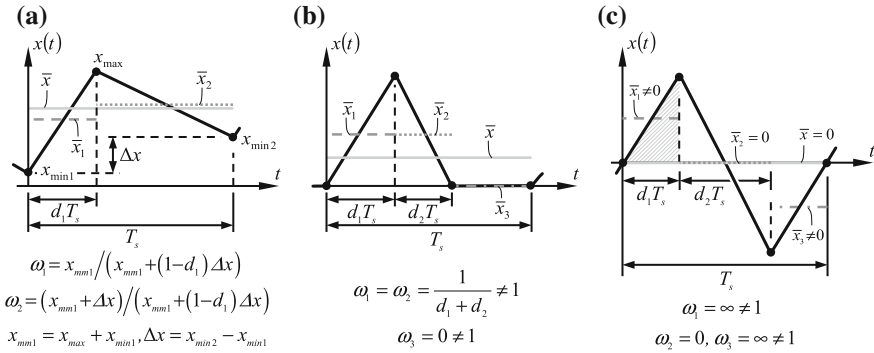 (a)
x(t)
x_max
x̄
x̄_2
x̄_1
Δx
x_min2
x_min1
t
d_1T_s
T_s
ω_1=x_mm1/(x_mm1+(1−d_1)Δx)
ω_2=(x_mm1+Δx)/(x_mm1+(1−d_1)Δx)
x_mm1=x_max+x_min1,Δx=x_min2−x_min1
(b)
x(t)
x̄_1
x̄_2
x̄
t
x̄_3
d_1T_s
d_2T_s
T_s
ω_1=ω_2=1/(d_1+d_2)≠1
ω_3=0≠1
(c)
x(t)
x̄_1≠0
x̄_2=0
x̄=0
t
d_1T_s
d_2T_s
x̄_3≠0
T_s
ω_1=∞≠1
ω_2=0,ω_3=∞≠1